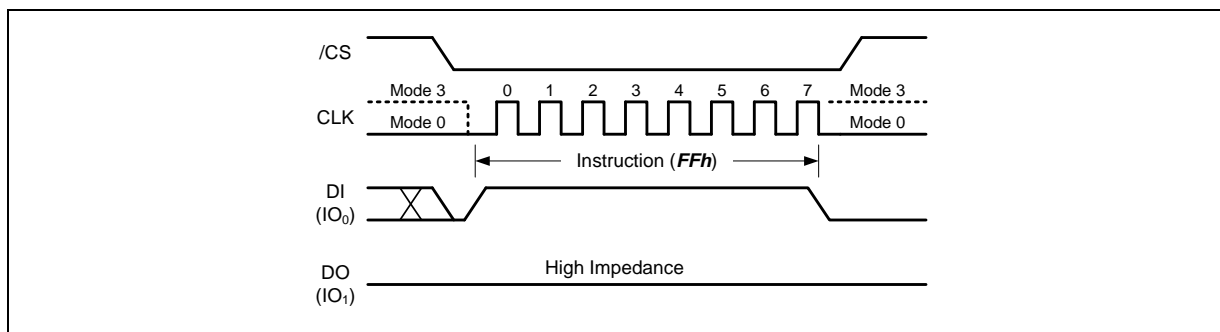 /CS
Mode 3 0 1 2 3 4 5 6 7 Mode 3
CLK
Mode 0 Mode 0
Instruction (FFh)
DI
(IO₀)
High Impedance
DO
(IO₁)